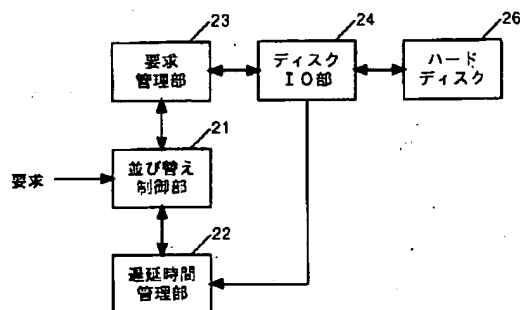 23
要求
管理部
24
ディスク
IO部
26
ハード
ディスク
21
要求
並び替え
制御部
22
遅延時間
管理部